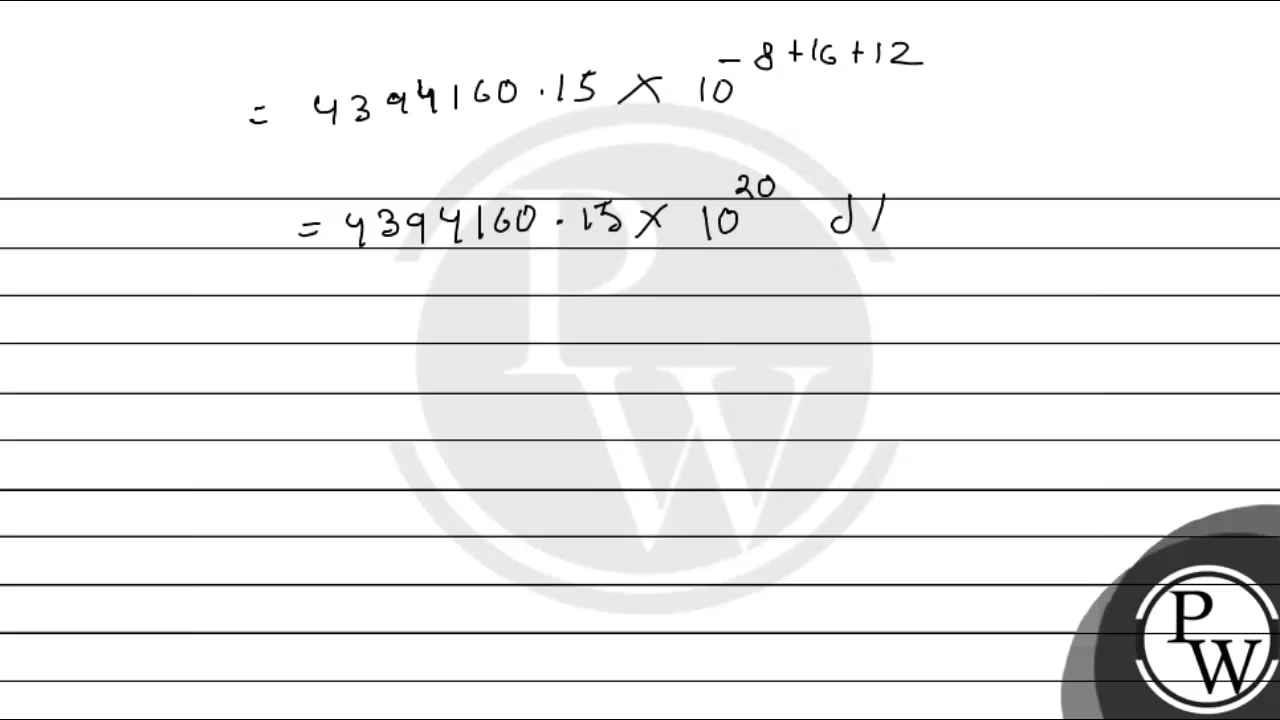 = 4394160.15 × 10^-8+16+12
= 4394160.15 × 10^20
P
W
P
W